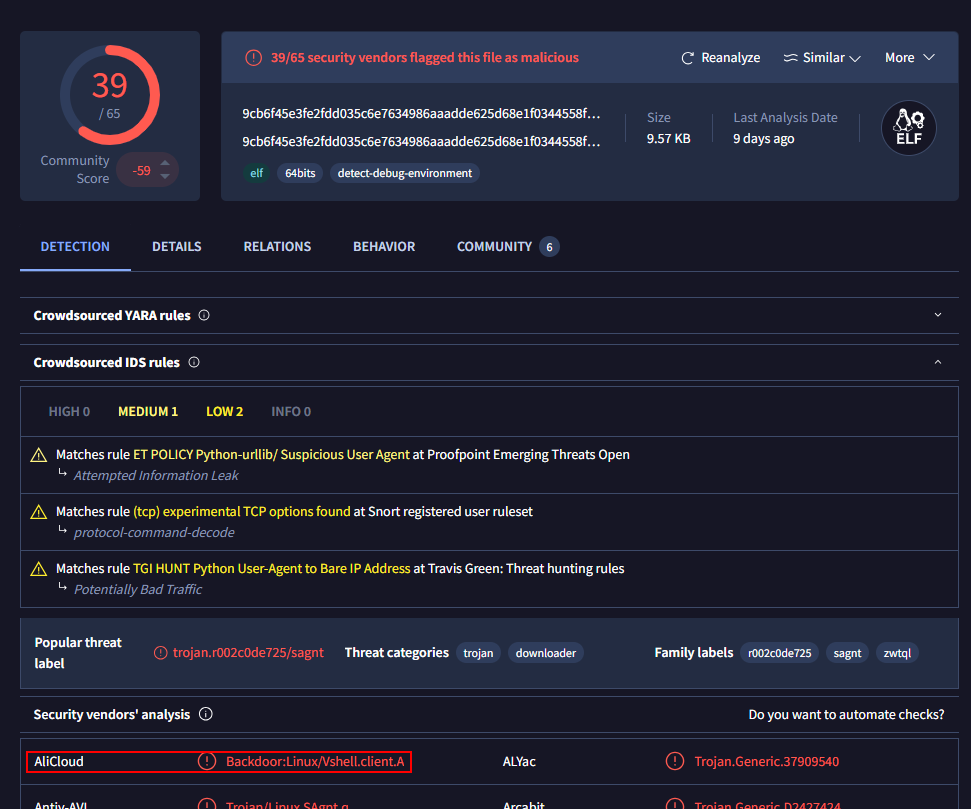 39
/ 65
Community Score
-59
39/65 security vendors flagged this file as malicious
Reanalyze
Similar
More
9cb6f45e3fe2fdd035c6e7634986aaadde625d68e1f0344558f...
9cb6f45e3fe2fdd035c6e7634986aaadde625d68e1f0344558f...
elf 64bits detect-debug-environment
Size
9.57 KB
Last Analysis Date
9 days ago
ELF
DETECTION DETAILS RELATIONS BEHAVIOR COMMUNITY 6
Crowdsourced YARA rules
Crowdsourced IDS rules
HIGH 0 MEDIUM 1 LOW 2 INFO 0
Matches rule ET POLICY Python-urllib/ Suspicious User Agent at Proofpoint Emerging Threats Open
Attempted Information Leak
Matches rule (tcp) experimental TCP options found at Snort registered user ruleset
protocol-command-decode
Matches rule TGI HUNT Python User-Agent to Bare IP Address at Travis Green: Threat hunting rules
Potentially Bad Traffic
Popular threat label
trojan.r002c0de725/sagnt
Threat categories trojan downloader
Family labels r002c0de725 sagnt zwtql
Security vendors' analysis
Do you want to automate checks?
AliCloud Backdoor:Linux/Vshell.client.A
ALYac Trojan.Generic.37909540
Antiy-AVL Trojan/Linux.SAgnt.g
Arcabit Trojan.Generic.D2427424